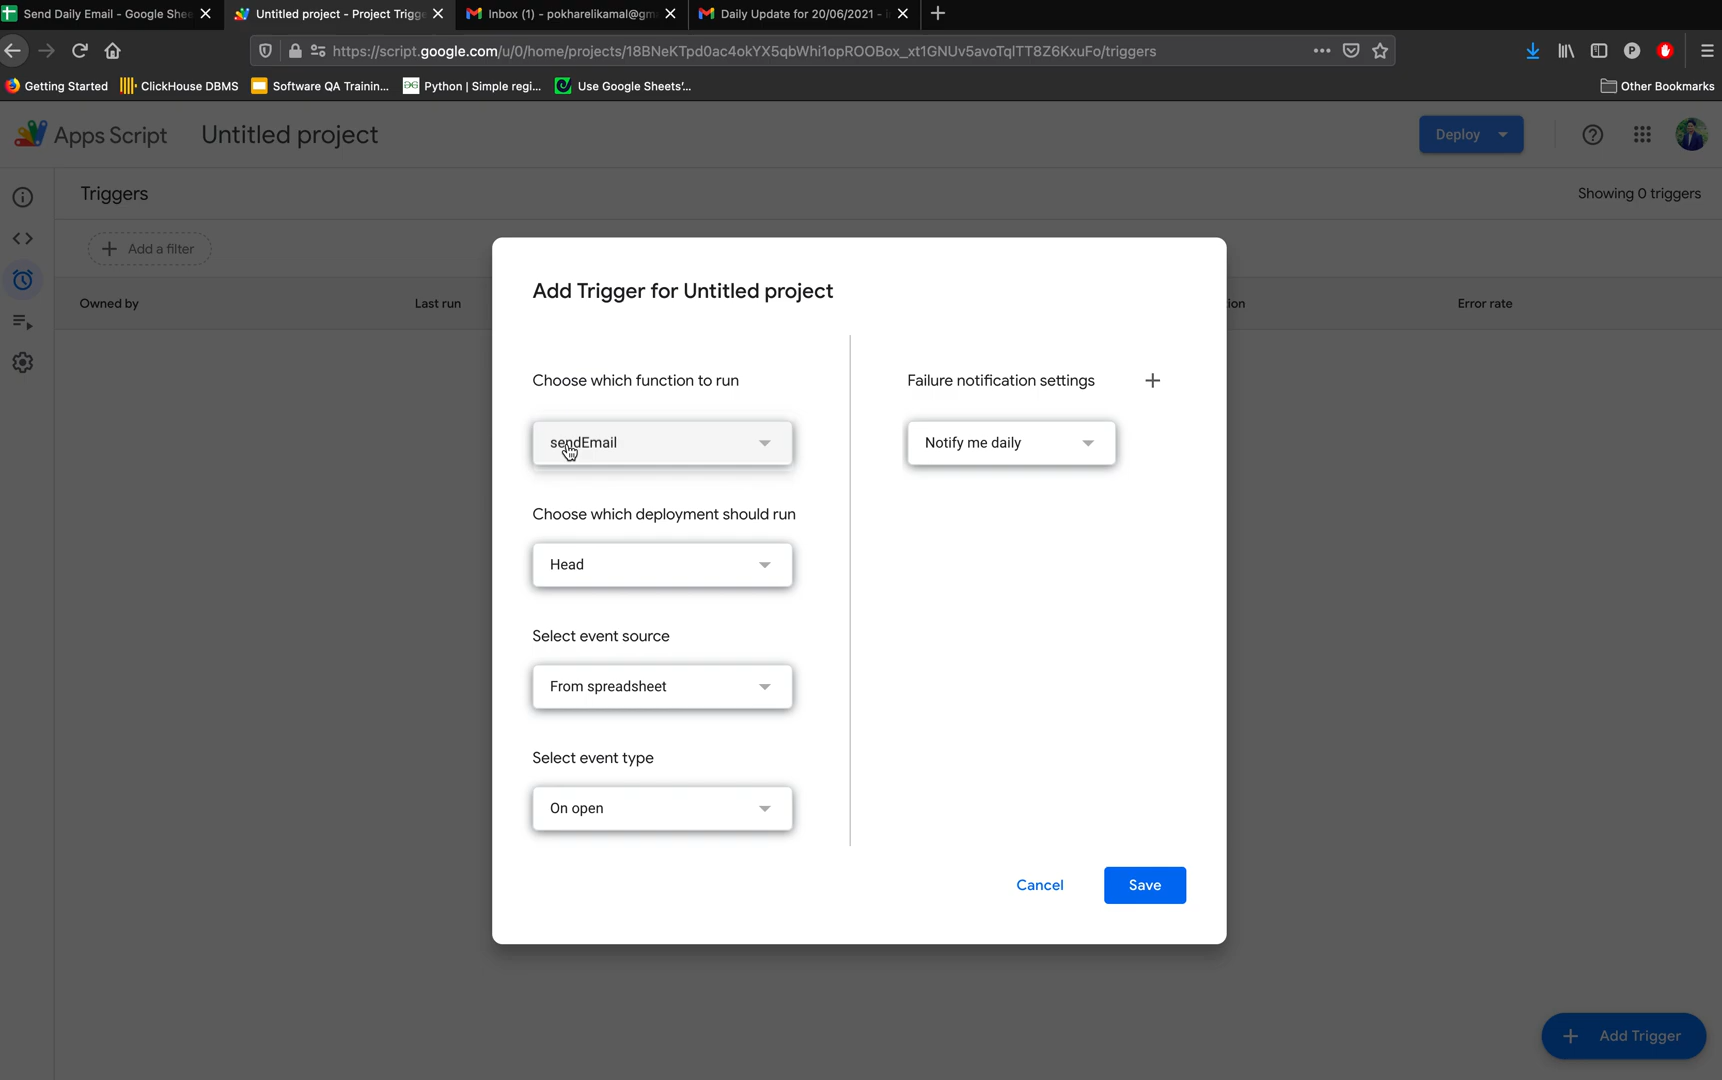 Send Daily Email - Google Shee
Untitled project - Project Trigge
Inbox (1) - pokharelikamal@gm
Daily Update for 20/06/2021 -
https://script.google.com/u/0/home/projects/18BNeKTpd0ac4okYX5qbWhi1opROOBox_xt1GNUv5avoTqlTT8Z6KxuFo/triggers
Getting Started
ClickHouse DBMS
Software QA Trainin...
Python | Simple regi...
Use Google Sheets'...
Other Bookmarks
Apps Script
Untitled project
Deploy
Triggers
Showing 0 triggers
Add a filter
Owned by
Last run
ion
Error rate
Add Trigger for Untitled project
Choose which function to run
sendEmail
Choose which deployment should run
Head
Select event source
From spreadsheet
Select event type
On open
Failure notification settings
Notify me daily
Cancel
Save
Add Trigger